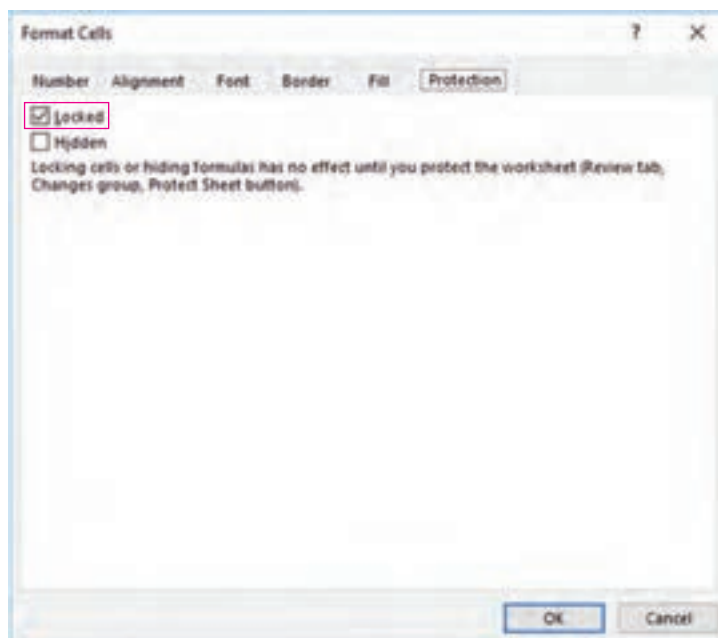 Format Cells ? ✕
Number Alignment Font Border Fill Protection
Locked
Hidden
Locking cells or hiding formulas has no effect until you protect the worksheet (Review tab,
Changes group, Protect Sheet button).
OK Cancel